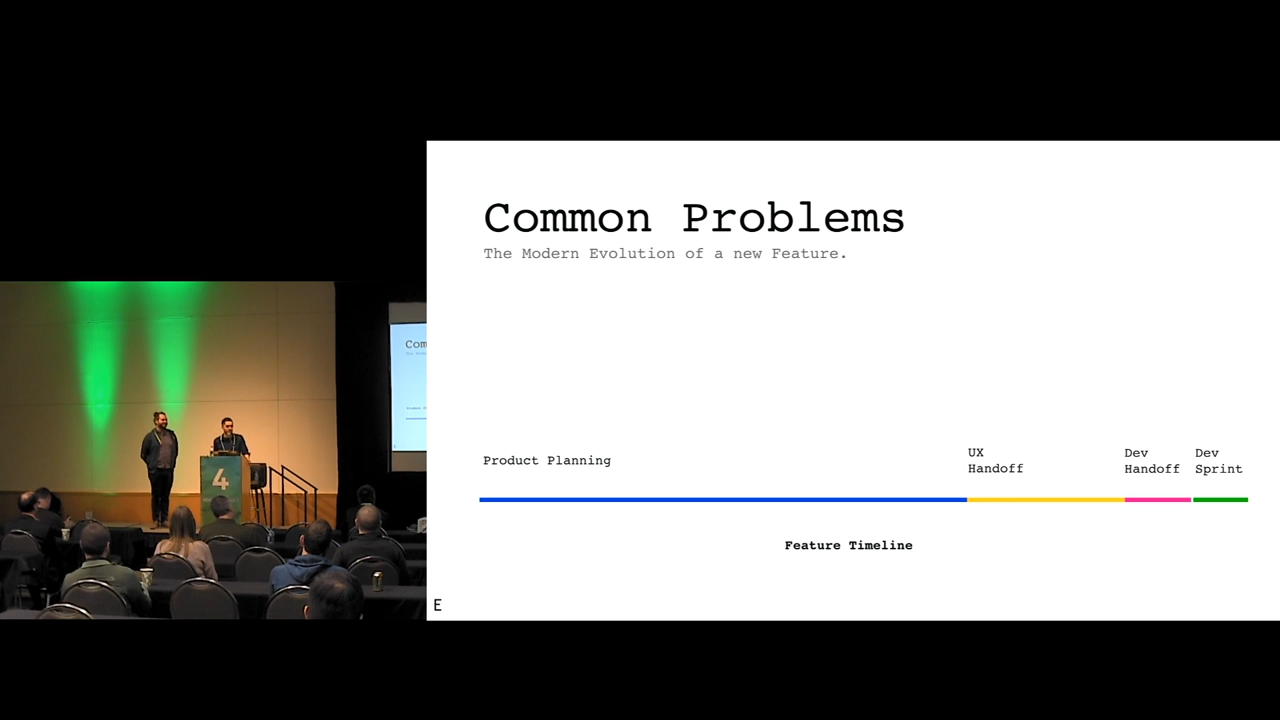 Common Problems
The Modern Evolution of a new Feature.
Product Planning
UX
Handoff
Dev
Handoff
Dev
Sprint
Feature Timeline
E
4
Com